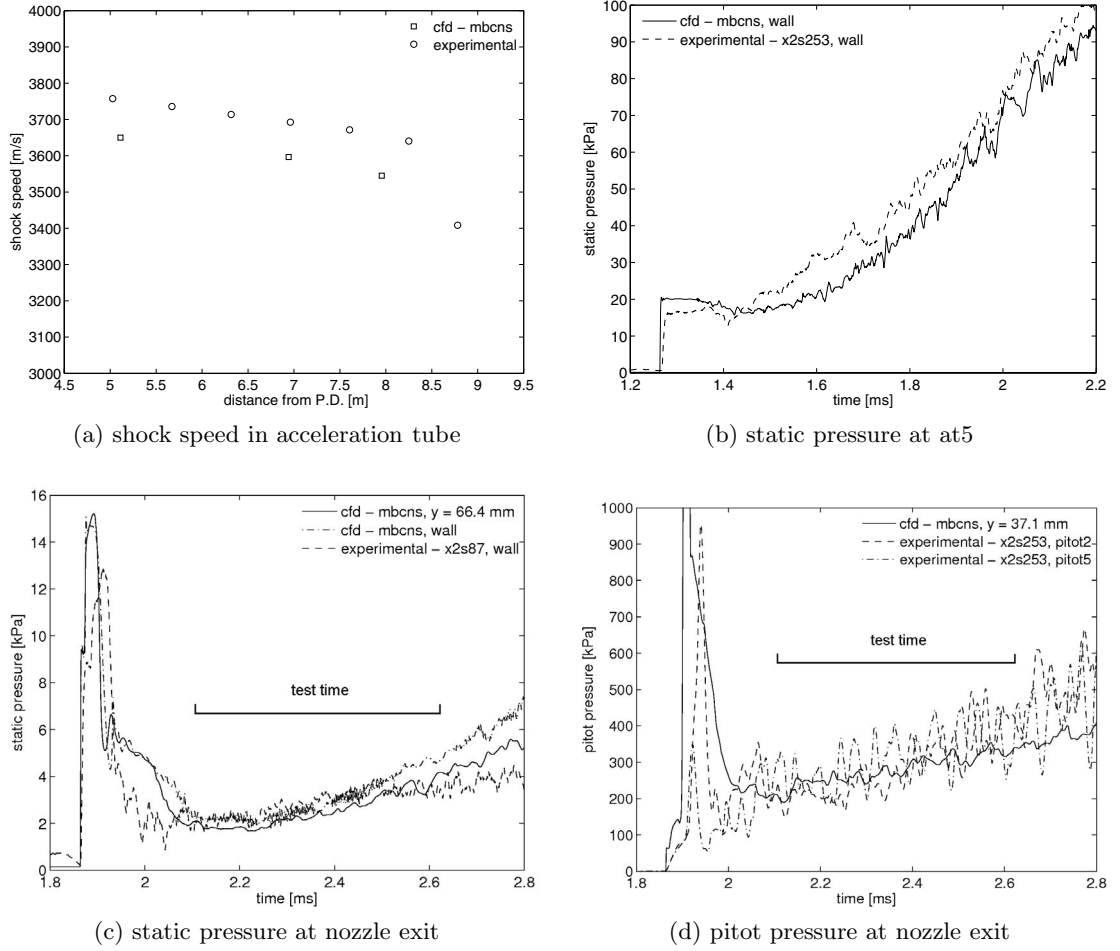 4000
3900
3800
3700
3600
3500
3400
3300
3200
3100
3000
shock speed [m/s]
cfd − mbcns
experimental
4.5 5 5.5 6 6.5 7 7.5 8 8.5 9 9.5
distance from P.D. [m]
(a) shock speed in acceleration tube
100
90
80
70
60
50
40
30
20
10
0
static pressure [kPa]
cfd − mbcns, wall
experimental − x2s253, wall
1.2 1.4 1.6 1.8 2 2.2
time [ms]
(b) static pressure at at5
16
14
12
10
8
6
4
2
0
static pressure [kPa]
cfd − mbcns, y = 66.4 mm
cfd − mbcns, wall
experimental − x2s87, wall
test time
1.8 2 2.2 2.4 2.6 2.8
time [ms]
(c) static pressure at nozzle exit
1000
900
800
700
600
500
400
300
200
100
0
pitot pressure [kPa]
cfd − mbcns, y = 37.1 mm
experimental − x2s253, pitot2
experimental − x2s253, pitot5
test time
1.8 2 2.2 2.4 2.6 2.8
time [ms]
(d) pitot pressure at nozzle exit